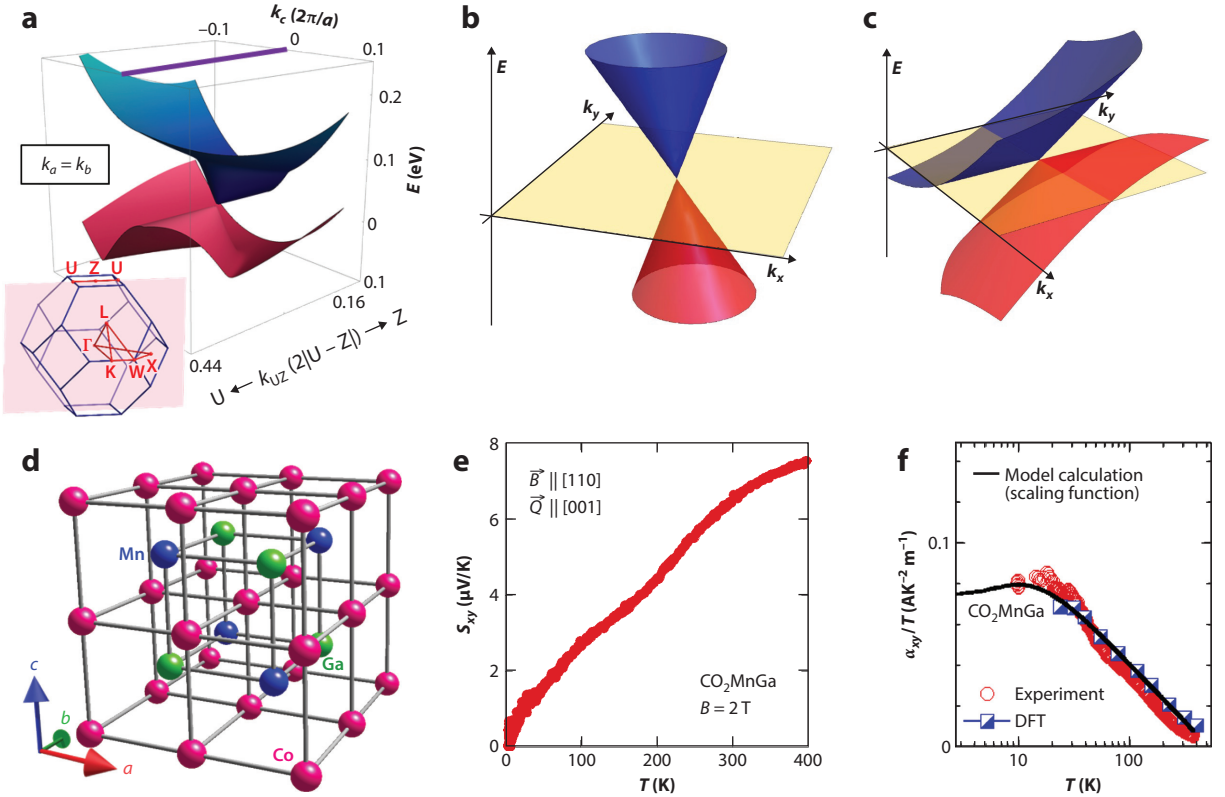 a
k_c (2π/a)
−0.1
0
0.1
0.2
0.1
0
0.1
E (eV)
k_a = k_b
0.16
0.44
U ← k_UZ (2|U − Z|) → Z
U Z U
L
Γ
K W X
b
E
k_y
k_x
c
E
k_y
k_x
d
Mn
Ga
Co
c
b
a
e
8
6
4
2
0
S_xy (μV/K)
B⃗ || [110]
Q⃗ || [001]
CO₂MnGa
B = 2 T
0 100 200 300 400
T (K)
f
Model calculation
(scaling function)
0.1
0
α_xy/T (AK⁻² m⁻¹)
CO₂MnGa
Experiment
DFT
10 100
T (K)